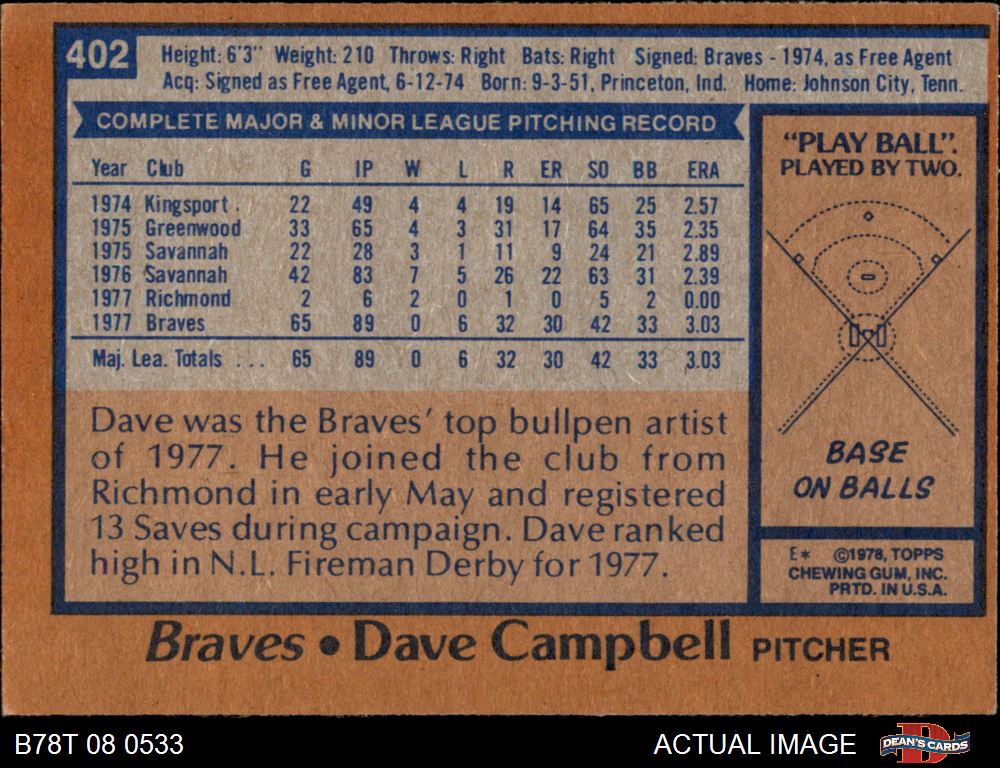 402
Height: 6'3" Weight: 210 Throws: Right Bats: Right Signed: Braves - 1974, as Free Agent
Acq: Signed as Free Agent, 6-12-74 Born: 9-3-51, Princeton, Ind. Home: Johnson City, Tenn.
COMPLETE MAJOR & MINOR LEAGUE PITCHING RECORD
Year Club G IP W L R ER SO BB ERA
1974 Kingsport . 22 49 4 4 19 14 65 25 2.57
1975 Greenwood 33 65 4 3 31 17 64 35 2.35
1975 Savannah 22 28 3 1 11 9 24 21 2.89
1976 Savannah 42 83 7 5 26 22 63 31 2.39
1977 Richmond 2 6 2 0 1 0 5 2 0.00
1977 Braves 65 89 0 6 32 30 42 33 3.03
Maj. Lea. Totals ... 65 89 0 6 32 30 42 33 3.03
Dave was the Braves' top bullpen artist
of 1977. He joined the club from
Richmond in early May and registered
13 Saves during campaign. Dave ranked
high in N.L. Fireman Derby for 1977.
"PLAY BALL".
PLAYED BY TWO.
BASE
ON BALLS
E* ©1978, TOPPS
CHEWING GUM, INC.
PRTD. IN U.S.A.
Braves • Dave Campbell PITCHER
B78T 08 0533
ACTUAL IMAGE
D
DEAN'S CARDS